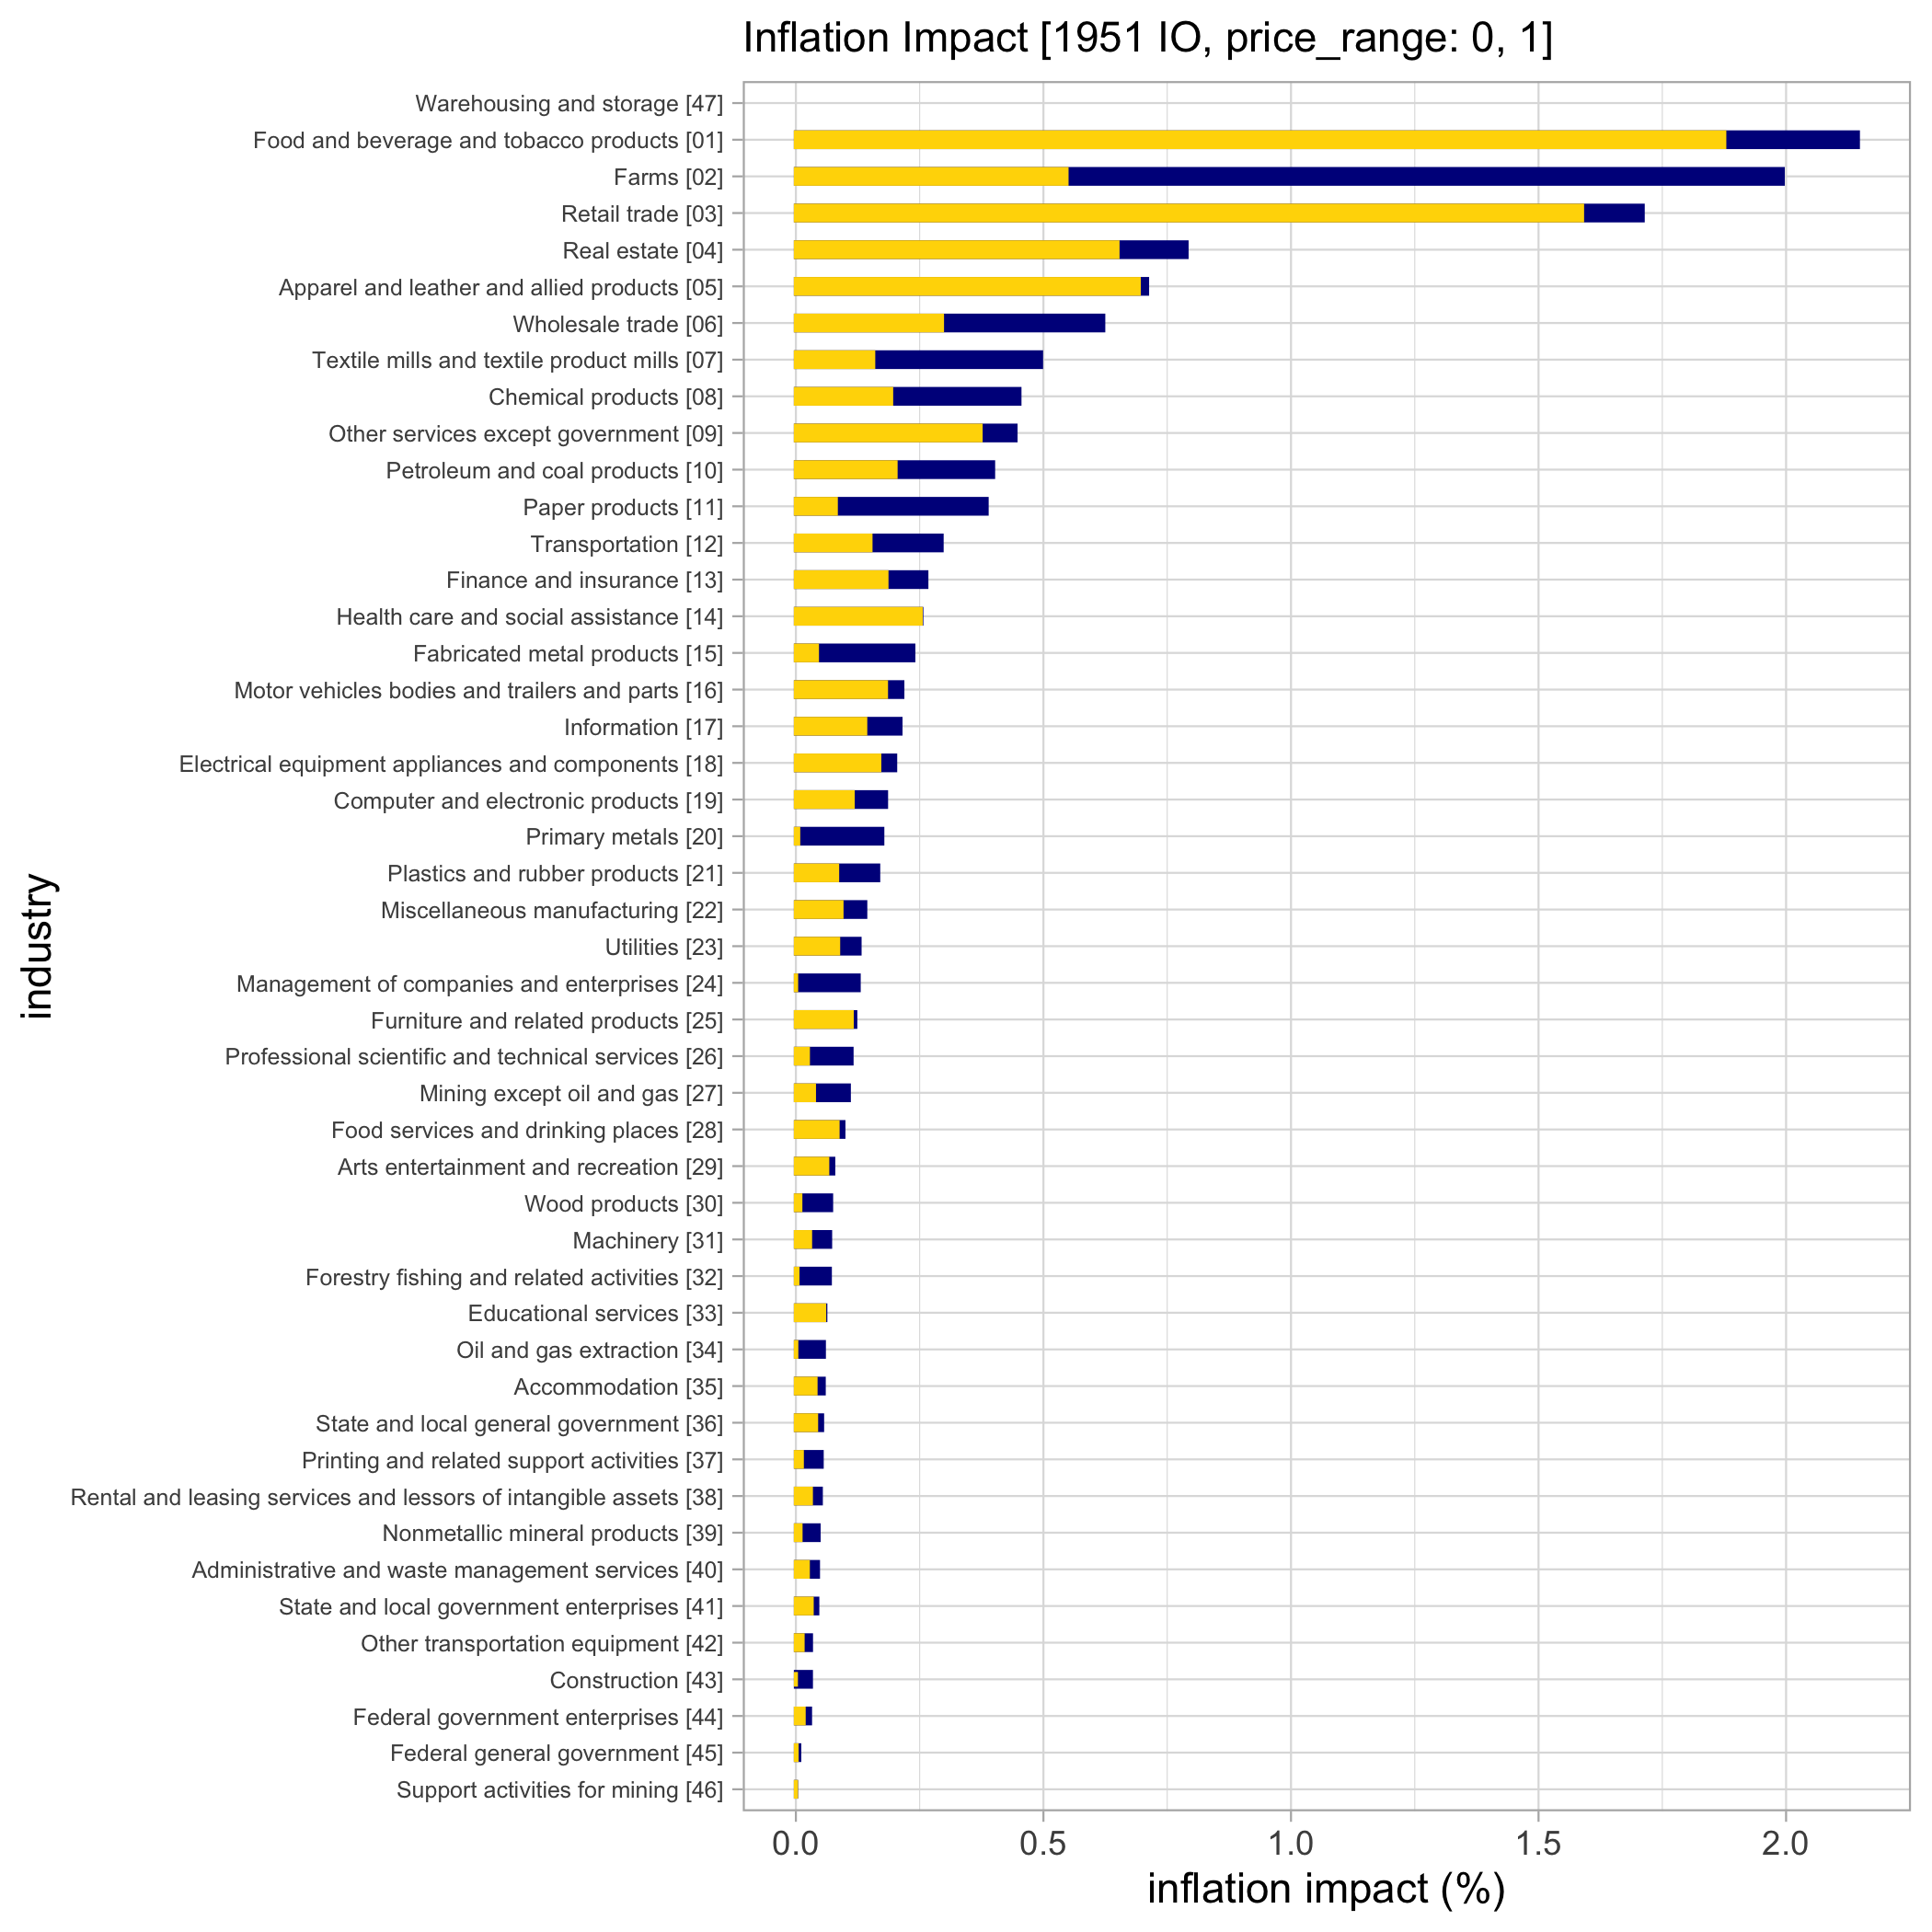 Inflation Impact [1951 IO, price_range: 0, 1]
Warehousing and storage [47]
Food and beverage and tobacco products [01]
Farms [02]
Retail trade [03]
Real estate [04]
Apparel and leather and allied products [05]
Wholesale trade [06]
Textile mills and textile product mills [07]
Chemical products [08]
Other services except government [09]
Petroleum and coal products [10]
Paper products [11]
Transportation [12]
Finance and insurance [13]
Health care and social assistance [14]
Fabricated metal products [15]
Motor vehicles bodies and trailers and parts [16]
Information [17]
Electrical equipment appliances and components [18]
Computer and electronic products [19]
Primary metals [20]
Plastics and rubber products [21]
Miscellaneous manufacturing [22]
Utilities [23]
Management of companies and enterprises [24]
Furniture and related products [25]
Professional scientific and technical services [26]
Mining except oil and gas [27]
Food services and drinking places [28]
Arts entertainment and recreation [29]
Wood products [30]
Machinery [31]
Forestry fishing and related activities [32]
Educational services [33]
Oil and gas extraction [34]
Accommodation [35]
State and local general government [36]
Printing and related support activities [37]
Rental and leasing services and lessors of intangible assets [38]
Nonmetallic mineral products [39]
Administrative and waste management services [40]
State and local government enterprises [41]
Other transportation equipment [42]
Construction [43]
Federal government enterprises [44]
Federal general government [45]
Support activities for mining [46]
industry
0.0 0.5 1.0 1.5 2.0
inflation impact (%)